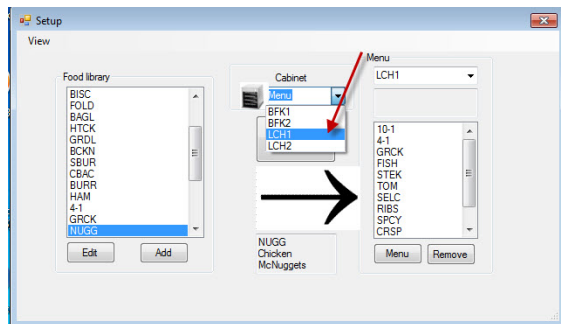 Setup
View
Food library
BISC
FOLD
BAGL
HTCK
GRDL
BCKN
SBUR
CBAC
BURR
HAM
4-1
GRCK
NUGG
Edit
Add
Cabinet
Menu
BFK1
BFK2
LCH1
LCH2
NUGG
Chicken
McNuggets
Menu
LCH1
10-1
4-1
GRCK
FISH
STEK
TOM
SELC
RIBS
SPCY
CRSP
Menu
Remove